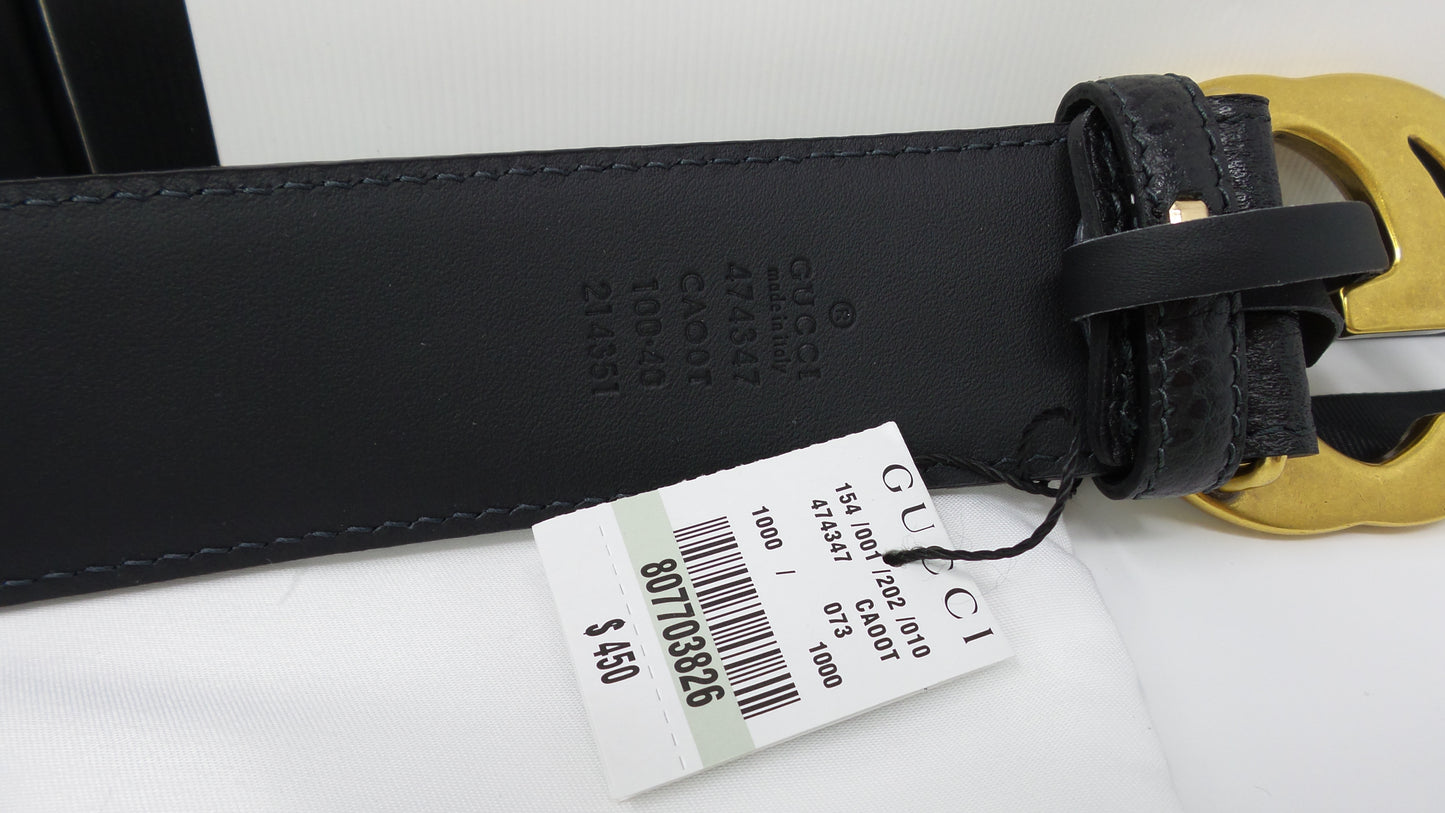 ®
GUCCI
made in italy
474347
CAOOT
100·40
214351
GUCCI
154 /001 /202 /010
474347 CAOOT
073 1000
1000 /
807703826
$ 450